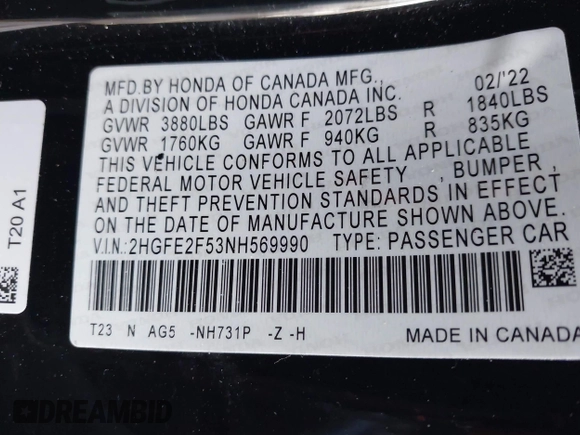 MFD.BY HONDA OF CANADA MFG., 02/'22
A DIVISION OF HONDA CANADA INC.
GVWR 3880LBS GAWR F 2072LBS R 1840LBS
GVWR 1760KG GAWR F 940KG R 835KG
THIS VEHICLE CONFORMS TO ALL APPLICABLE
FEDERAL MOTOR VEHICLE SAFETY , BUMPER ,
AND THEFT PREVENTION STANDARDS IN EFFECT
ON THE DATE OF MANUFACTURE SHOWN ABOVE.
V.I.N.:2HGFE2F53NH569990 TYPE: PASSENGER CAR
T23 N AG5 -NH731P -Z -H MADE IN CANADA
T20 A1
DREAMBID